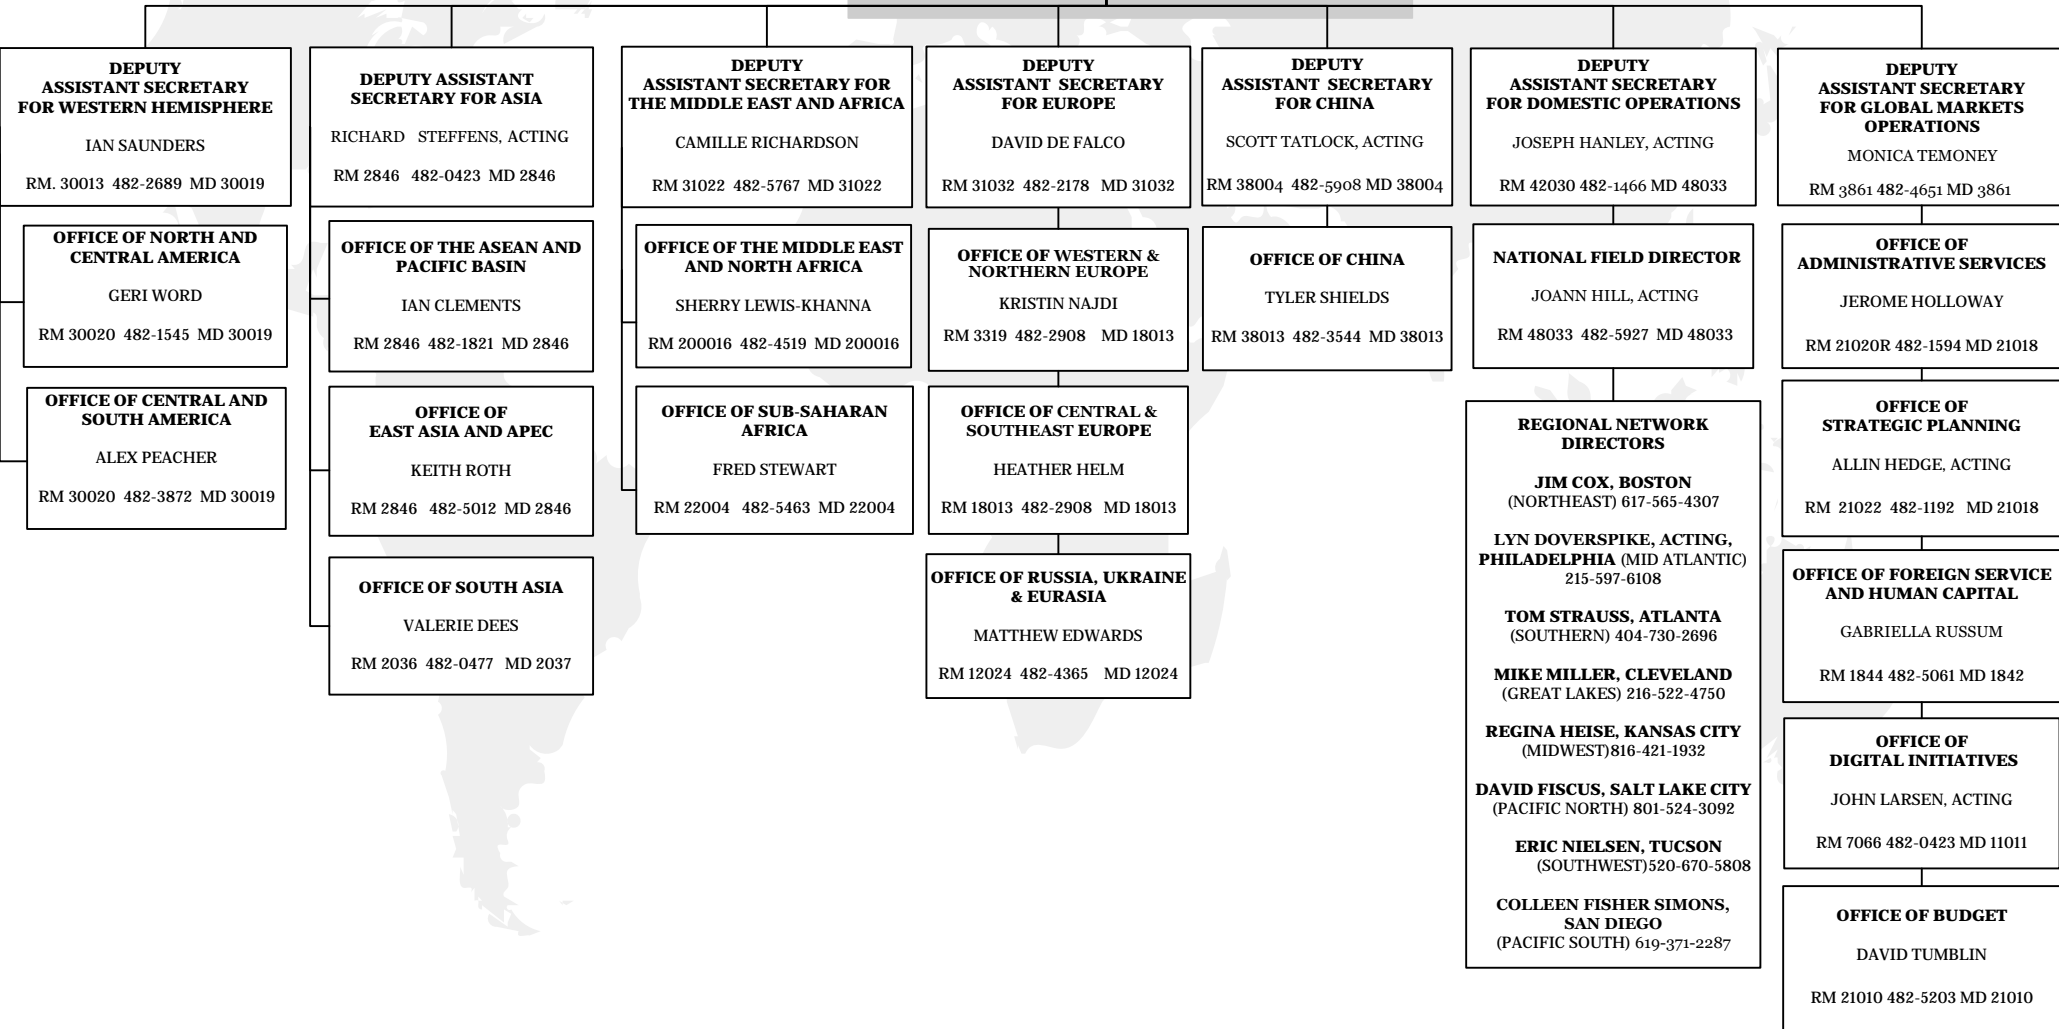 DEPUTY
ASSISTANT SECRETARY
FOR WESTERN HEMISPHERE
IAN SAUNDERS
RM. 30013 482-2689 MD 30019
OFFICE OF NORTH AND
CENTRAL AMERICA
GERI WORD
RM 30020 482-1545 MD 30019
OFFICE OF CENTRAL AND
SOUTH AMERICA
ALEX PEACHER
RM 30020 482-3872 MD 30019
DEPUTY ASSISTANT
SECRETARY FOR ASIA
RICHARD STEFFENS, ACTING
RM 2846 482-0423 MD 2846
OFFICE OF THE ASEAN AND
PACIFIC BASIN
IAN CLEMENTS
RM 2846 482-1821 MD 2846
OFFICE OF
EAST ASIA AND APEC
KEITH ROTH
RM 2846 482-5012 MD 2846
OFFICE OF SOUTH ASIA
VALERIE DEES
RM 2036 482-0477 MD 2037
DEPUTY
ASSISTANT SECRETARY FOR
THE MIDDLE EAST AND AFRICA
CAMILLE RICHARDSON
RM 31022 482-5767 MD 31022
OFFICE OF THE MIDDLE EAST
AND NORTH AFRICA
SHERRY LEWIS-KHANNA
RM 200016 482-4519 MD 200016
OFFICE OF SUB-SAHARAN
AFRICA
FRED STEWART
RM 22004 482-5463 MD 22004
DEPUTY
ASSISTANT SECRETARY
FOR EUROPE
DAVID DE FALCO
RM 31032 482-2178 MD 31032
OFFICE OF WESTERN &
NORTHERN EUROPE
KRISTIN NAJDI
RM 3319 482-2908 MD 18013
OFFICE OF CENTRAL &
SOUTHEAST EUROPE
HEATHER HELM
RM 18013 482-2908 MD 18013
OFFICE OF RUSSIA, UKRAINE
& EURASIA
MATTHEW EDWARDS
RM 12024 482-4365 MD 12024
DEPUTY
ASSISTANT SECRETARY
FOR CHINA
SCOTT TATLOCK, ACTING
RM 38004 482-5908 MD 38004
OFFICE OF CHINA
TYLER SHIELDS
RM 38013 482-3544 MD 38013
DEPUTY
ASSISTANT SECRETARY
FOR DOMESTIC OPERATIONS
JOSEPH HANLEY, ACTING
RM 42030 482-1466 MD 48033
NATIONAL FIELD DIRECTOR
JOANN HILL, ACTING
RM 48033 482-5927 MD 48033
REGIONAL NETWORK
DIRECTORS
JIM COX, BOSTON
(NORTHEAST) 617-565-4307
LYN DOVERSPIKE, ACTING,
PHILADELPHIA (MID ATLANTIC)
215-597-6108
TOM STRAUSS, ATLANTA
(SOUTHERN) 404-730-2696
MIKE MILLER, CLEVELAND
(GREAT LAKES) 216-522-4750
REGINA HEISE, KANSAS CITY
(MIDWEST)816-421-1932
DAVID FISCUS, SALT LAKE CITY
(PACIFIC NORTH) 801-524-3092
ERIC NIELSEN, TUCSON
(SOUTHWEST)520-670-5808
COLLEEN FISHER SIMONS,
SAN DIEGO
(PACIFIC SOUTH) 619-371-2287
DEPUTY
ASSISTANT SECRETARY
FOR GLOBAL MARKETS
OPERATIONS
MONICA TEMONEY
RM 3861 482-4651 MD 3861
OFFICE OF
ADMINISTRATIVE SERVICES
JEROME HOLLOWAY
RM 21020R 482-1594 MD 21018
OFFICE OF
STRATEGIC PLANNING
ALLIN HEDGE, ACTING
RM 21022 482-1192 MD 21018
OFFICE OF FOREIGN SERVICE
AND HUMAN CAPITAL
GABRIELLA RUSSUM
RM 1844 482-5061 MD 1842
OFFICE OF
DIGITAL INITIATIVES
JOHN LARSEN, ACTING
RM 7066 482-0423 MD 11011
OFFICE OF BUDGET
DAVID TUMBLIN
RM 21010 482-5203 MD 21010